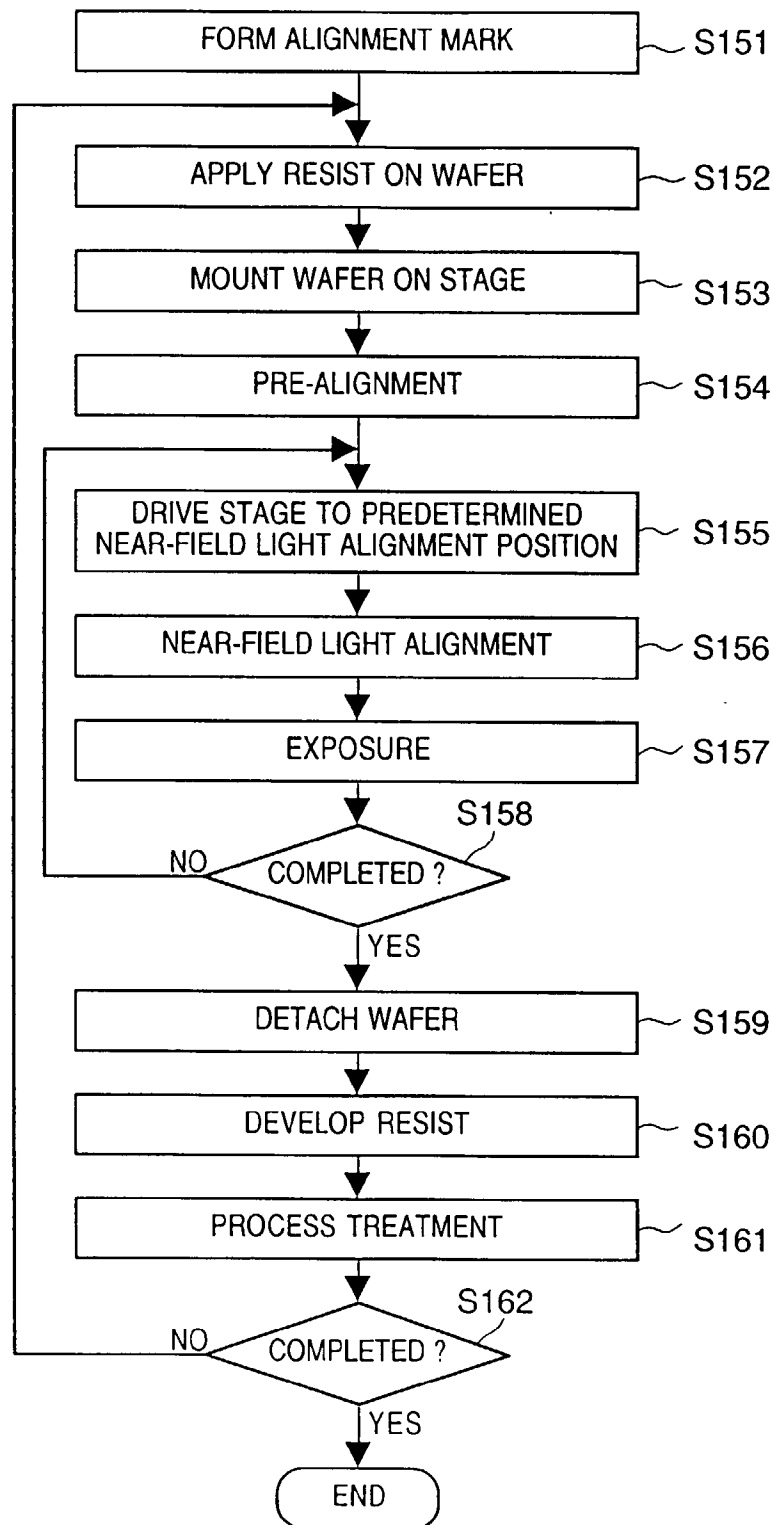 FORM ALIGNMENT MARK
S151
APPLY RESIST ON WAFER
S152
MOUNT WAFER ON STAGE
S153
PRE-ALIGNMENT
S154
DRIVE STAGE TO PREDETERMINED
NEAR-FIELD LIGHT ALIGNMENT POSITION
S155
NEAR-FIELD LIGHT ALIGNMENT
S156
EXPOSURE
S157
S158
NO
COMPLETED ?
YES
DETACH WAFER
S159
DEVELOP RESIST
S160
PROCESS TREATMENT
S161
S162
NO
COMPLETED ?
YES
END